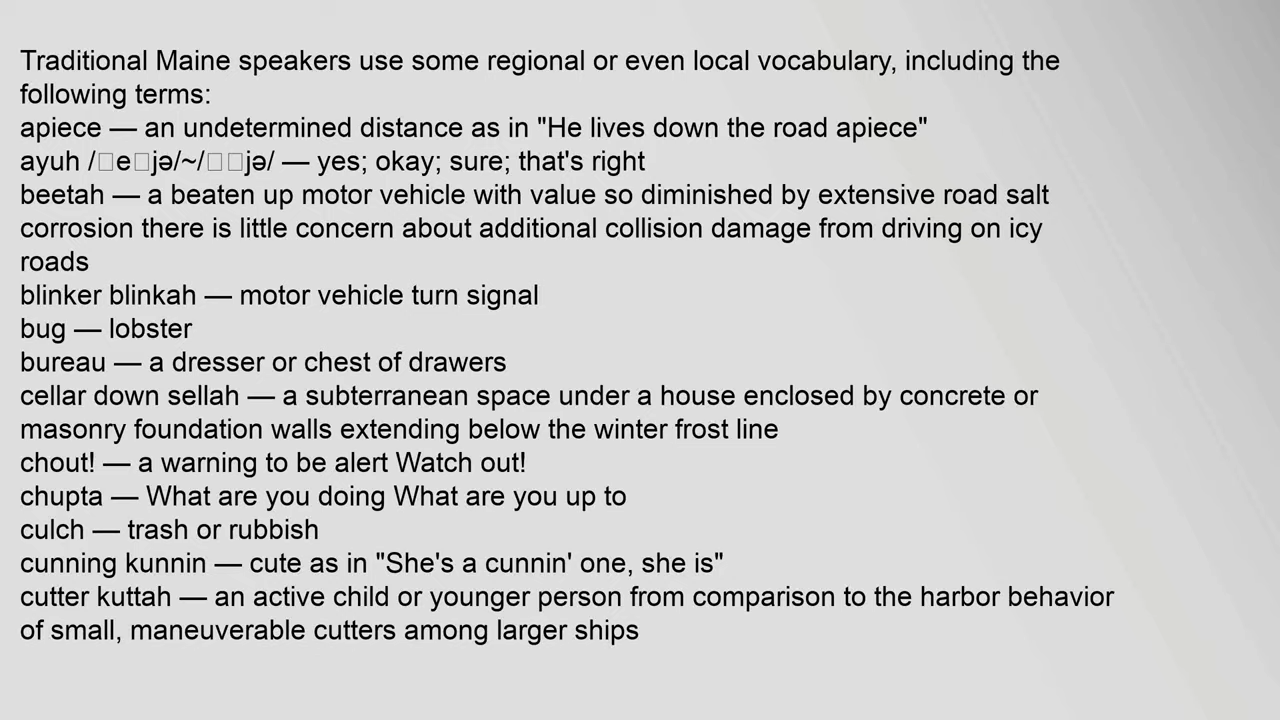 Traditional Maine speakers use some regional or even local vocabulary, including the
following terms:
apiece — an undetermined distance as in "He lives down the road apiece"
ayuh /□e□jə/~/□□jə/ — yes; okay; sure; that's right
beetah — a beaten up motor vehicle with value so diminished by extensive road salt
corrosion there is little concern about additional collision damage from driving on icy
roads
blinker blinkah — motor vehicle turn signal
bug — lobster
bureau — a dresser or chest of drawers
cellar down sellah — a subterranean space under a house enclosed by concrete or
masonry foundation walls extending below the winter frost line
chout! — a warning to be alert Watch out!
chupta — What are you doing What are you up to
culch — trash or rubbish
cunning kunnin — cute as in "She's a cunnin' one, she is"
cutter kuttah — an active child or younger person from comparison to the harbor behavior
of small, maneuverable cutters among larger ships